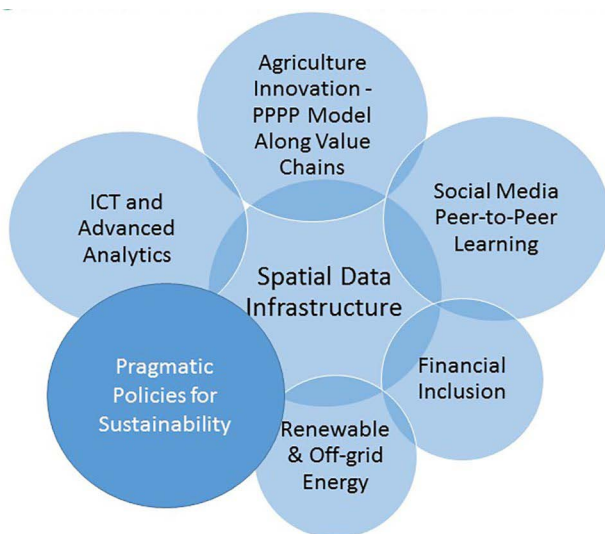 Agriculture
Innovation -
PPPP Model
Along Value
Chains
ICT and
Advanced
Analytics
Social Media
Peer-to-Peer
Learning
Spatial Data
Infrastructure
Pragmatic
Policies for
Sustainability
Financial
Inclusion
Renewable
& Off-grid
Energy